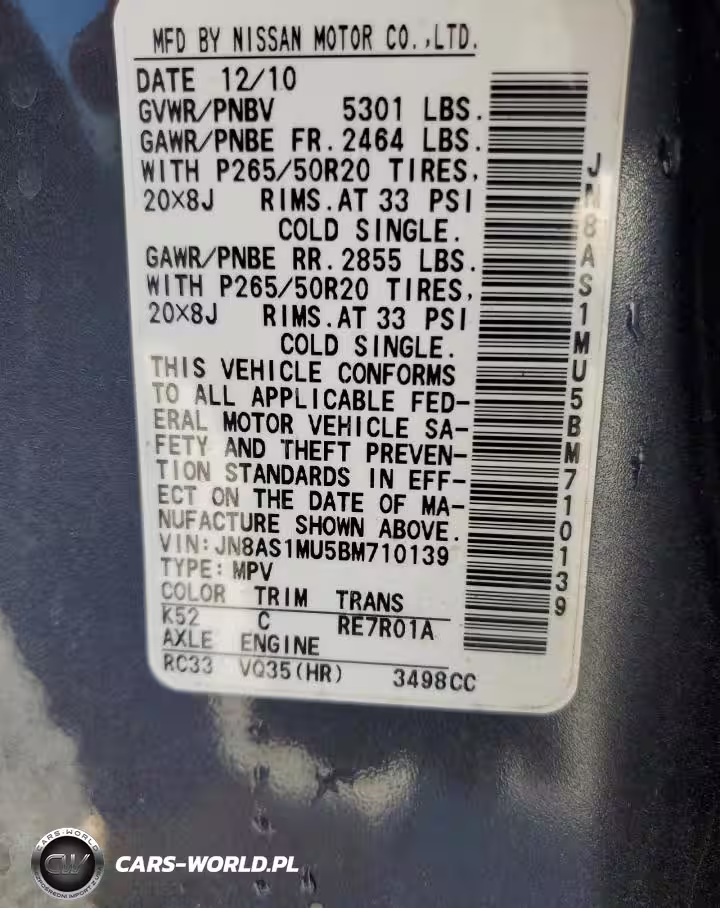 MFD BY NISSAN MOTOR CO.,LTD.
DATE 12/10
GVWR/PNBV 5301 LBS.
GAWR/PNBE FR.2464 LBS.
WITH P265/50R20 TIRES,
20×8J RIMS.AT 33 PSI
COLD SINGLE.
GAWR/PNBE RR.2855 LBS.
WITH P265/50R20 TIRES,
20×8J RIMS.AT 33 PSI
COLD SINGLE.
THIS VEHICLE CONFORMS
TO ALL APPLICABLE FED-
ERAL MOTOR VEHICLE SA-
FETY AND THEFT PREVEN-
TION STANDARDS IN EFF-
ECT ON THE DATE OF MA-
NUFACTURE SHOWN ABOVE.
VIN:JN8AS1MU5BM710139
TYPE:MPV
COLOR TRIM TRANS
K52 C RE7R01A
AXLE ENGINE
RC33 VQ35(HR) 3498CC
JN8AS1MU5BM710139
CARS-WORLD
CW
CARS-WORLD.PL